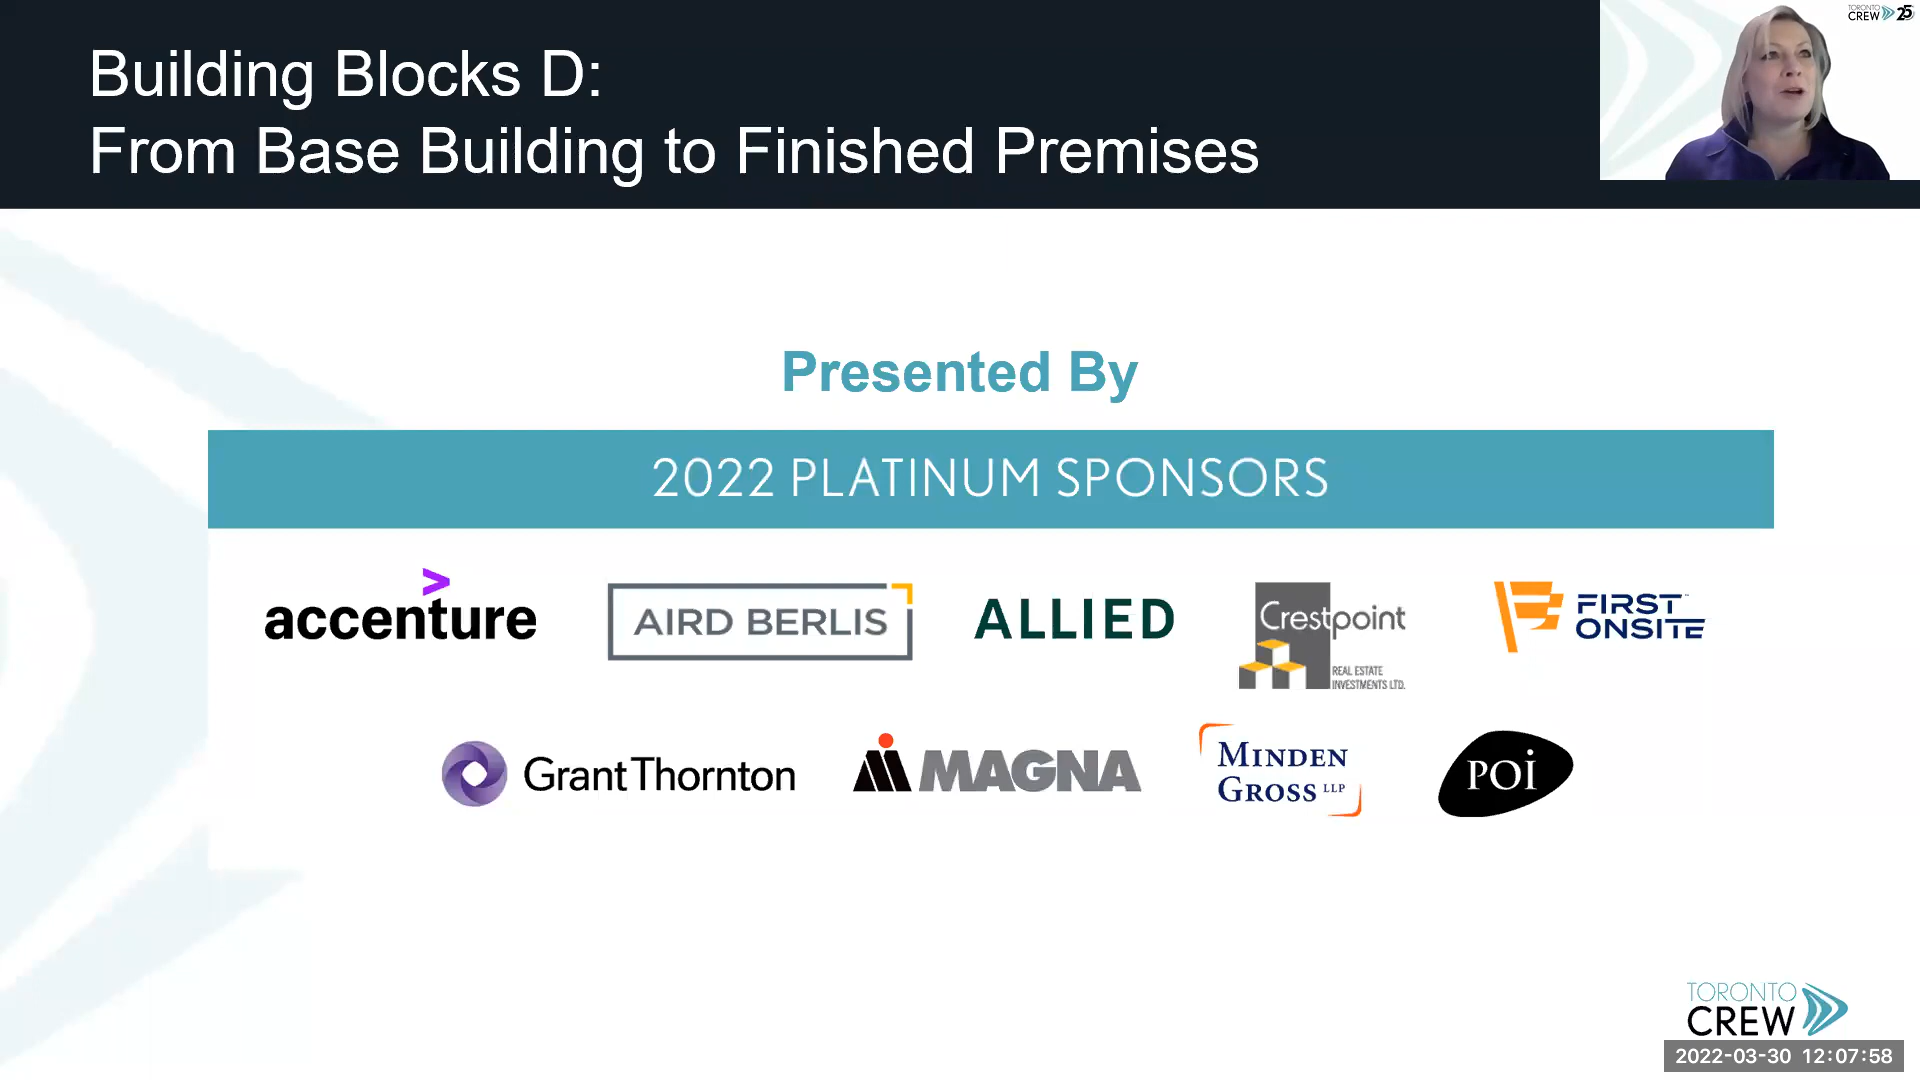 Building Blocks D:
From Base Building to Finished Premises
TORONTO
CREW 25
Presented By
2022 PLATINUM SPONSORS
accenture
AIRD BERLIS
ALLIED
Crestpoint
REAL ESTATE
INVESTMENTS LTD.
FIRST
ONSITE
Grant Thornton
MAGNA
MINDEN
GROSS LLP
POI
TORONTO
CREW
2022-03-30 12:07:58